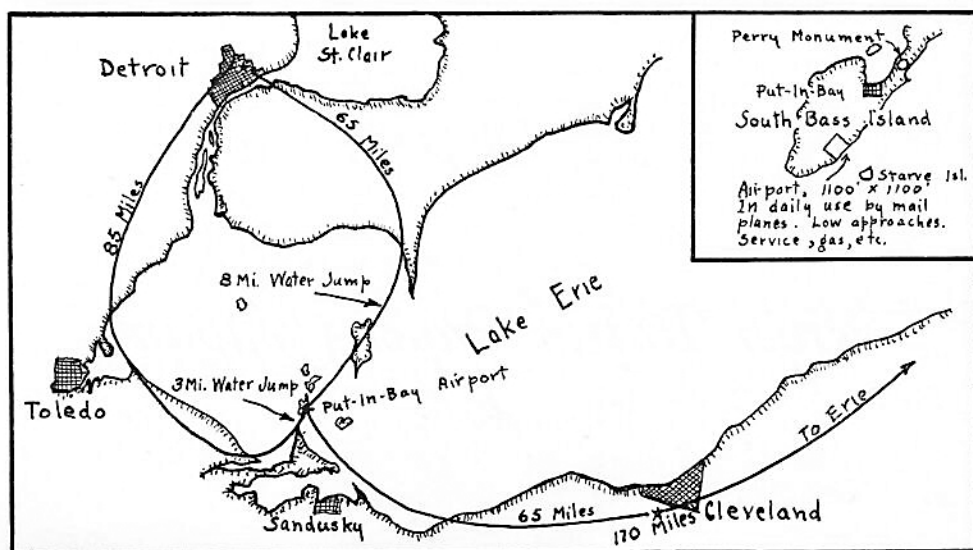 Lake
St. Clair
Detroit
65 Miles
85 Miles
8 Mi. Water Jump
Lake Erie
3 Mi. Water Jump
Put-In-Bay Airport
Toledo
Sandusky
65 Miles
120 Miles
Cleveland
To Erie
Perry Monument
Put-In-Bay
South Bass Island
Starve Isl.
Airport, 1100' x 1100'
In daily use by mail
planes. Low approaches.
Service, gas, etc.